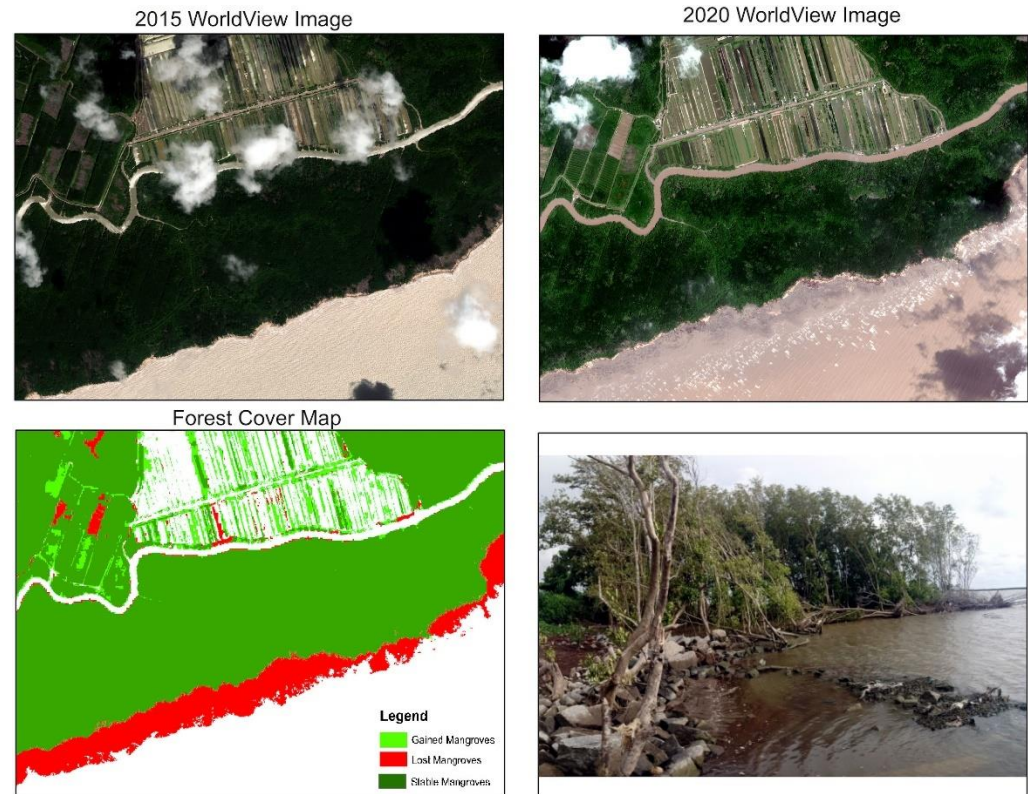 2015 WorldView Image
2020 WorldView Image
Forest Cover Map
Legend
Gained Mangroves
Lost Mangroves
Stable Mangroves